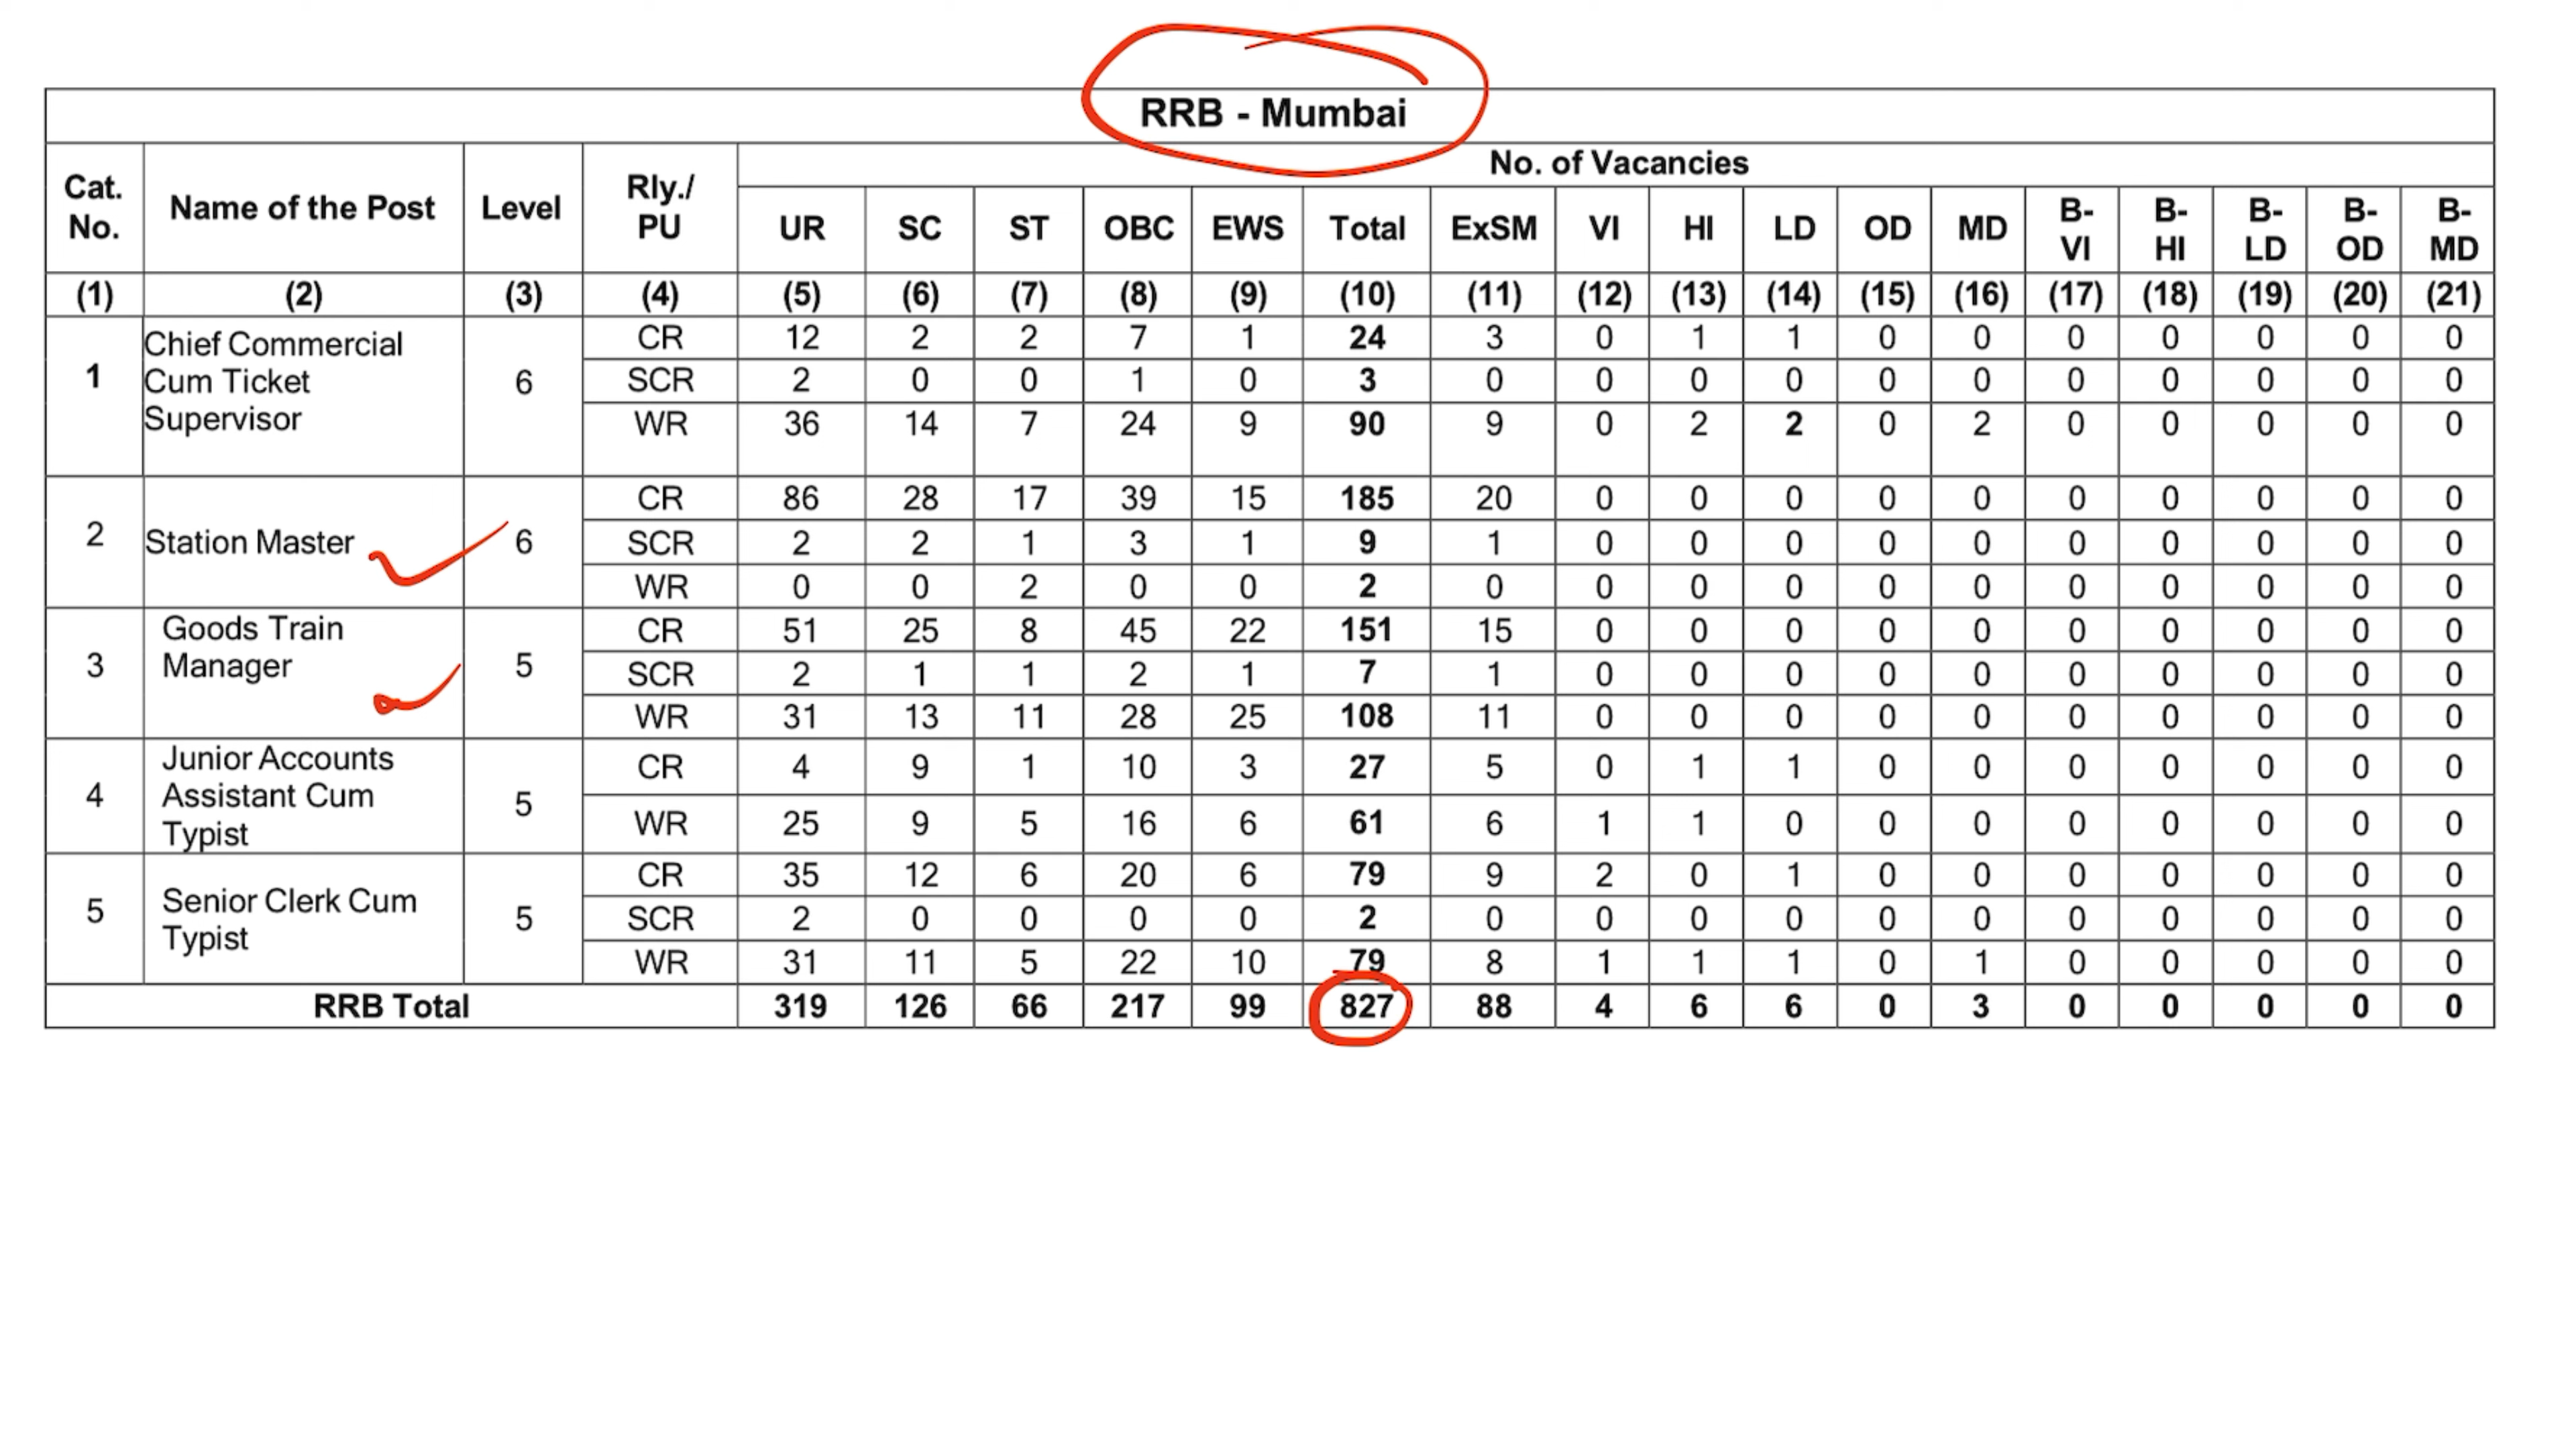 RRB - Mumbai
Cat. No. Name of the Post Level Rly./ PU No. of Vacancies
UR SC ST OBC EWS Total ExSM VI HI LD OD MD B-VI B-HI B-LD B-OD B-MD
(1) (2) (3) (4) (5) (6) (7) (8) (9) (10) (11) (12) (13) (14) (15) (16) (17) (18) (19) (20) (21)
1 Chief Commercial Cum Ticket Supervisor 6 CR 12 2 2 7 1 24 3 0 1 1 0 0 0 0 0 0 0
SCR 2 0 0 1 0 3 0 0 0 0 0 0 0 0 0 0 0
WR 36 14 7 24 9 90 9 0 2 2 0 2 0 0 0 0 0
2 Station Master 6 CR 86 28 17 39 15 185 20 0 0 0 0 0 0 0 0 0 0
SCR 2 2 1 3 1 9 1 0 0 0 0 0 0 0 0 0 0
WR 0 0 2 0 0 2 0 0 0 0 0 0 0 0 0 0 0
3 Goods Train Manager 5 CR 51 25 8 45 22 151 15 0 0 0 0 0 0 0 0 0 0
SCR 2 1 1 2 1 7 1 0 0 0 0 0 0 0 0 0 0
WR 31 13 11 28 25 108 11 0 0 0 0 0 0 0 0 0 0
4 Junior Accounts Assistant Cum Typist 5 CR 4 9 1 10 3 27 5 0 1 1 0 0 0 0 0 0 0
WR 25 9 5 16 6 61 6 1 1 0 0 0 0 0 0 0 0
5 Senior Clerk Cum Typist 5 CR 35 12 6 20 6 79 9 2 0 1 0 0 0 0 0 0 0
SCR 2 0 0 0 0 2 0 0 0 0 0 0 0 0 0 0 0
WR 31 11 5 22 10 79 8 1 1 1 0 1 0 0 0 0 0
RRB Total 319 126 66 217 99 827 88 4 6 6 0 3 0 0 0 0 0